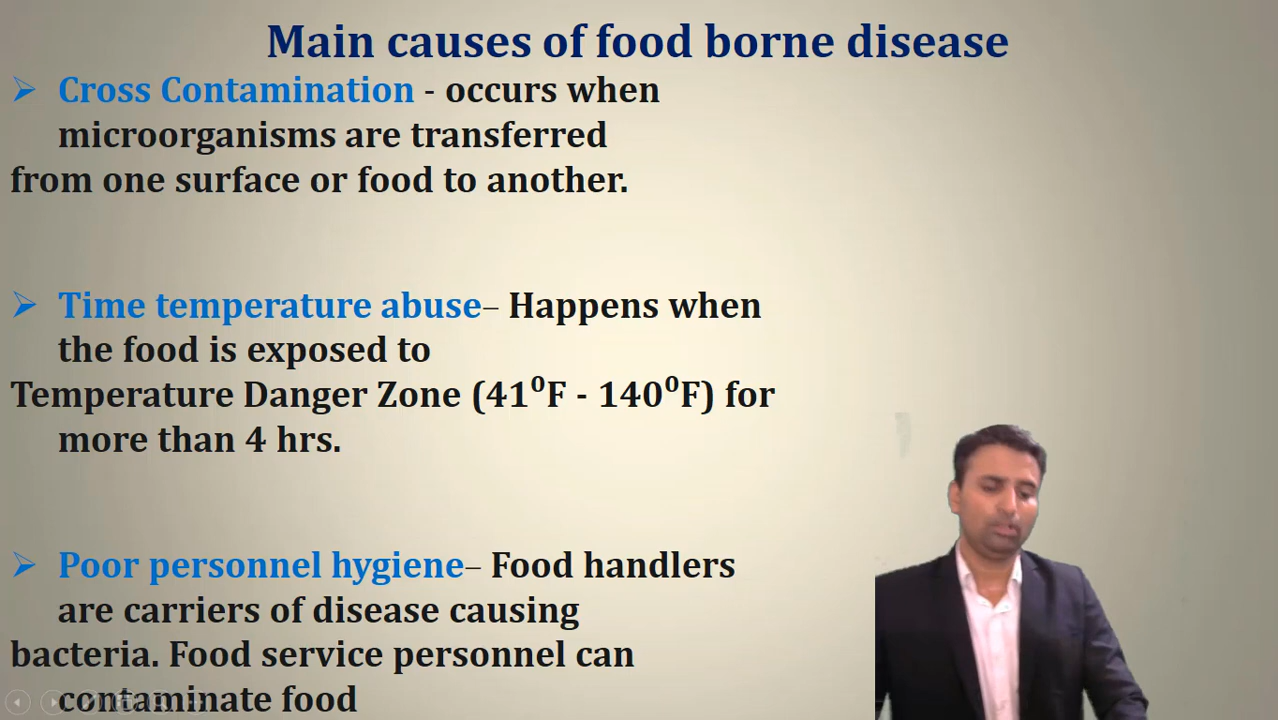 Main causes of food borne disease
➢ Cross Contamination - occurs when
microorganisms are transferred
from one surface or food to another.
➢ Time temperature abuse– Happens when
the food is exposed to
Temperature Danger Zone (41⁰F - 140⁰F) for
more than 4 hrs.
➢ Poor personnel hygiene– Food handlers
are carriers of disease causing
bacteria. Food service personnel can
contaminate food